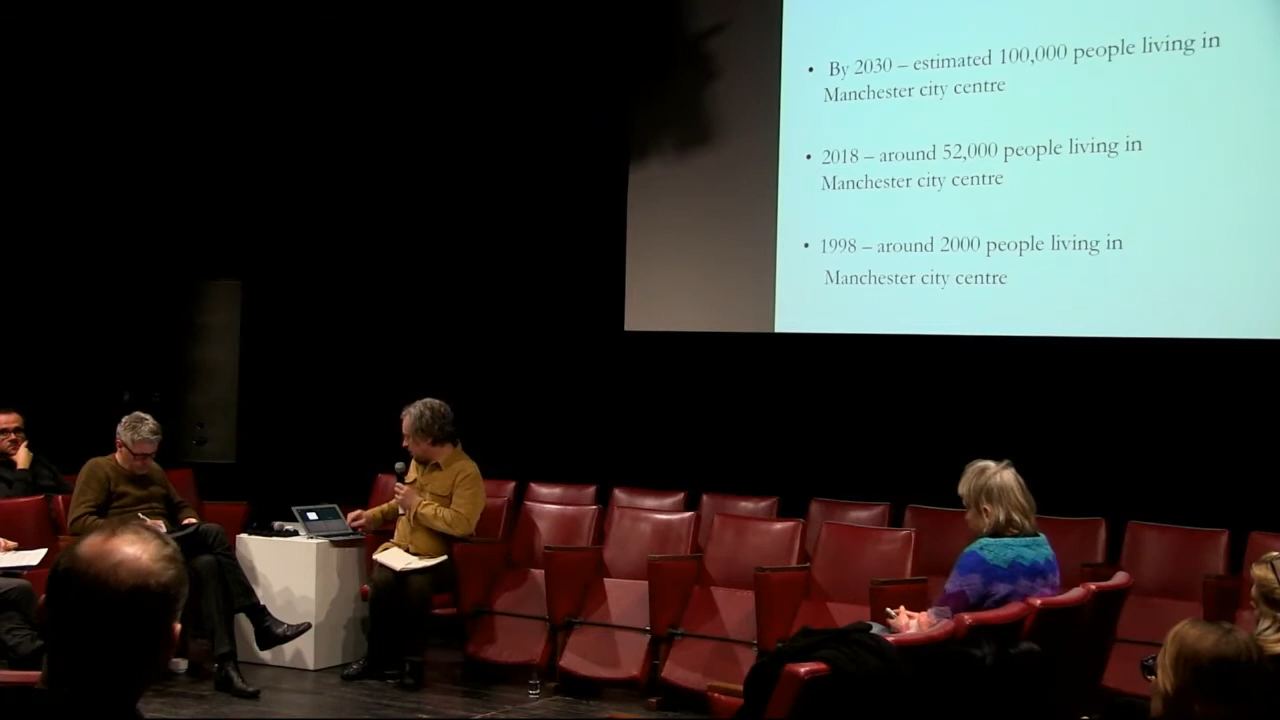 • By 2030 – estimated 100,000 people living in
Manchester city centre
• 2018 – around 52,000 people living in
Manchester city centre
• 1998 – around 2000 people living in
Manchester city centre